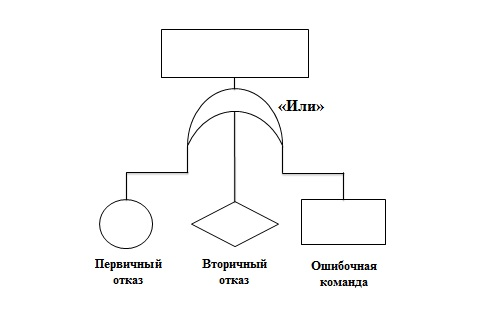 «Или»
Первичный
отказ
Вторичный
отказ
Ошибочная
команда